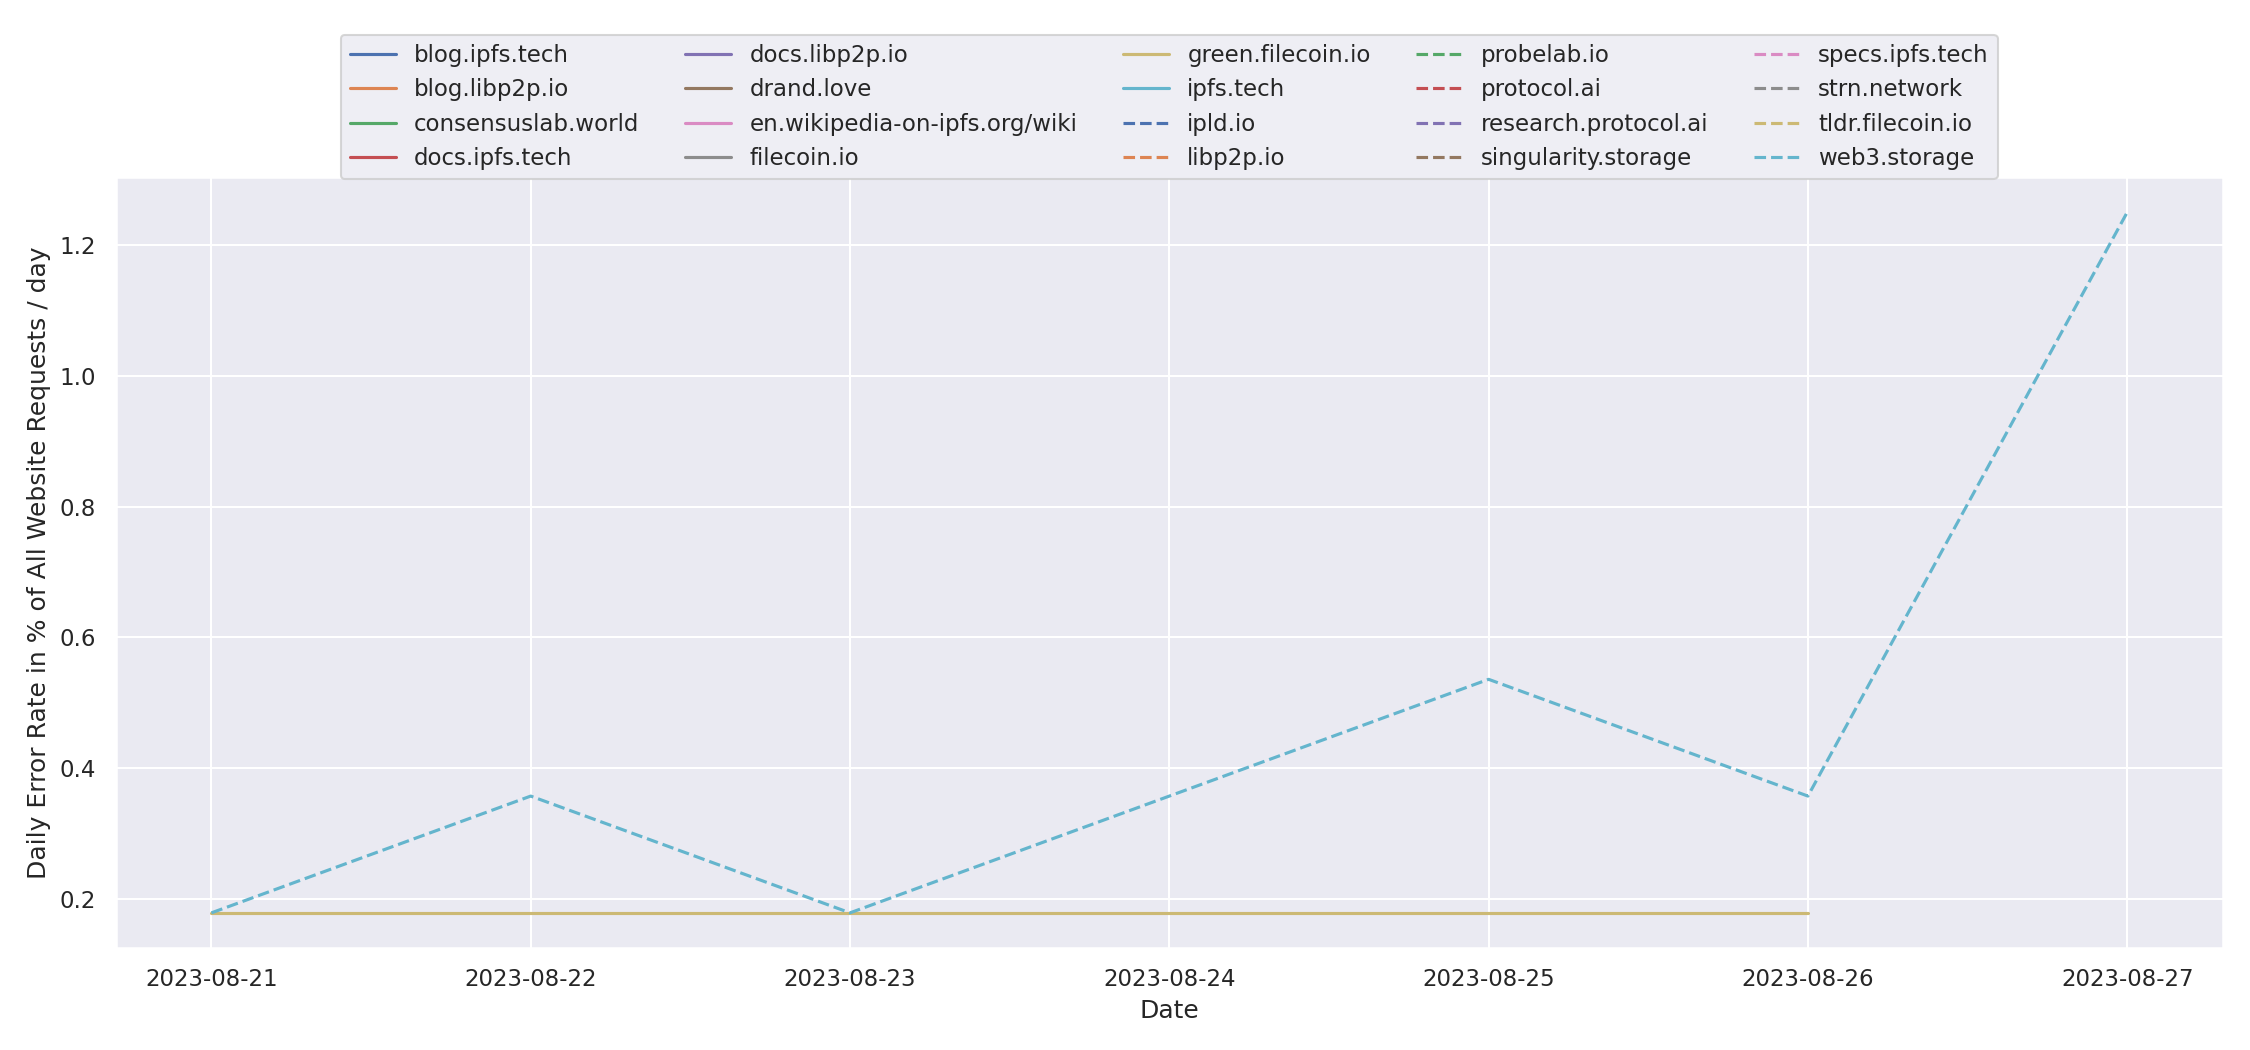 blog.ipfs.tech
blog.libp2p.io
consensuslab.world
docs.ipfs.tech
docs.libp2p.io
drand.love
en.wikipedia-on-ipfs.org/wiki
filecoin.io
green.filecoin.io
ipfs.tech
ipld.io
libp2p.io
probelab.io
protocol.ai
research.protocol.ai
singularity.storage
specs.ipfs.tech
strn.network
tldr.filecoin.io
web3.storage
Daily Error Rate in % of All Website Requests / day
1.2
1.0
0.8
0.6
0.4
0.2
2023-08-21
2023-08-22
2023-08-23
2023-08-24
2023-08-25
2023-08-26
2023-08-27
Date